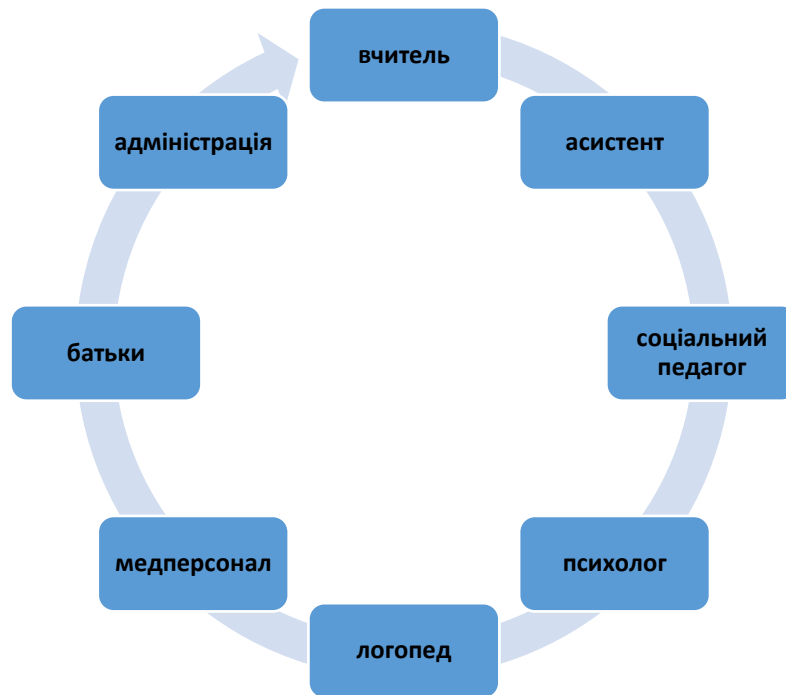 вчитель
асистент
соціальний
педагог
психолог
логопед
медперсонал
батьки
адміністрація